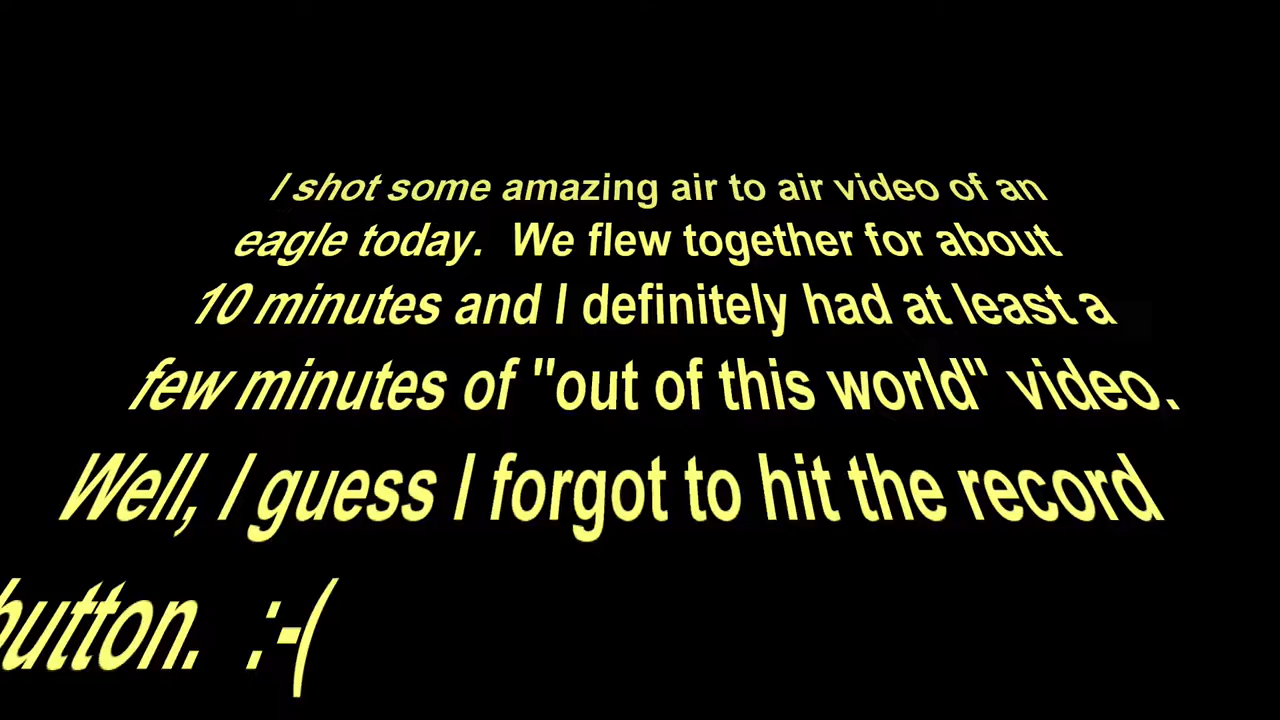 I shot some amazing air to air video of an
eagle today.  We flew together for about
10 minutes and I definitely had at least a
few minutes of "out of this world" video.
Well, I guess I forgot to hit the record
button.  :-(